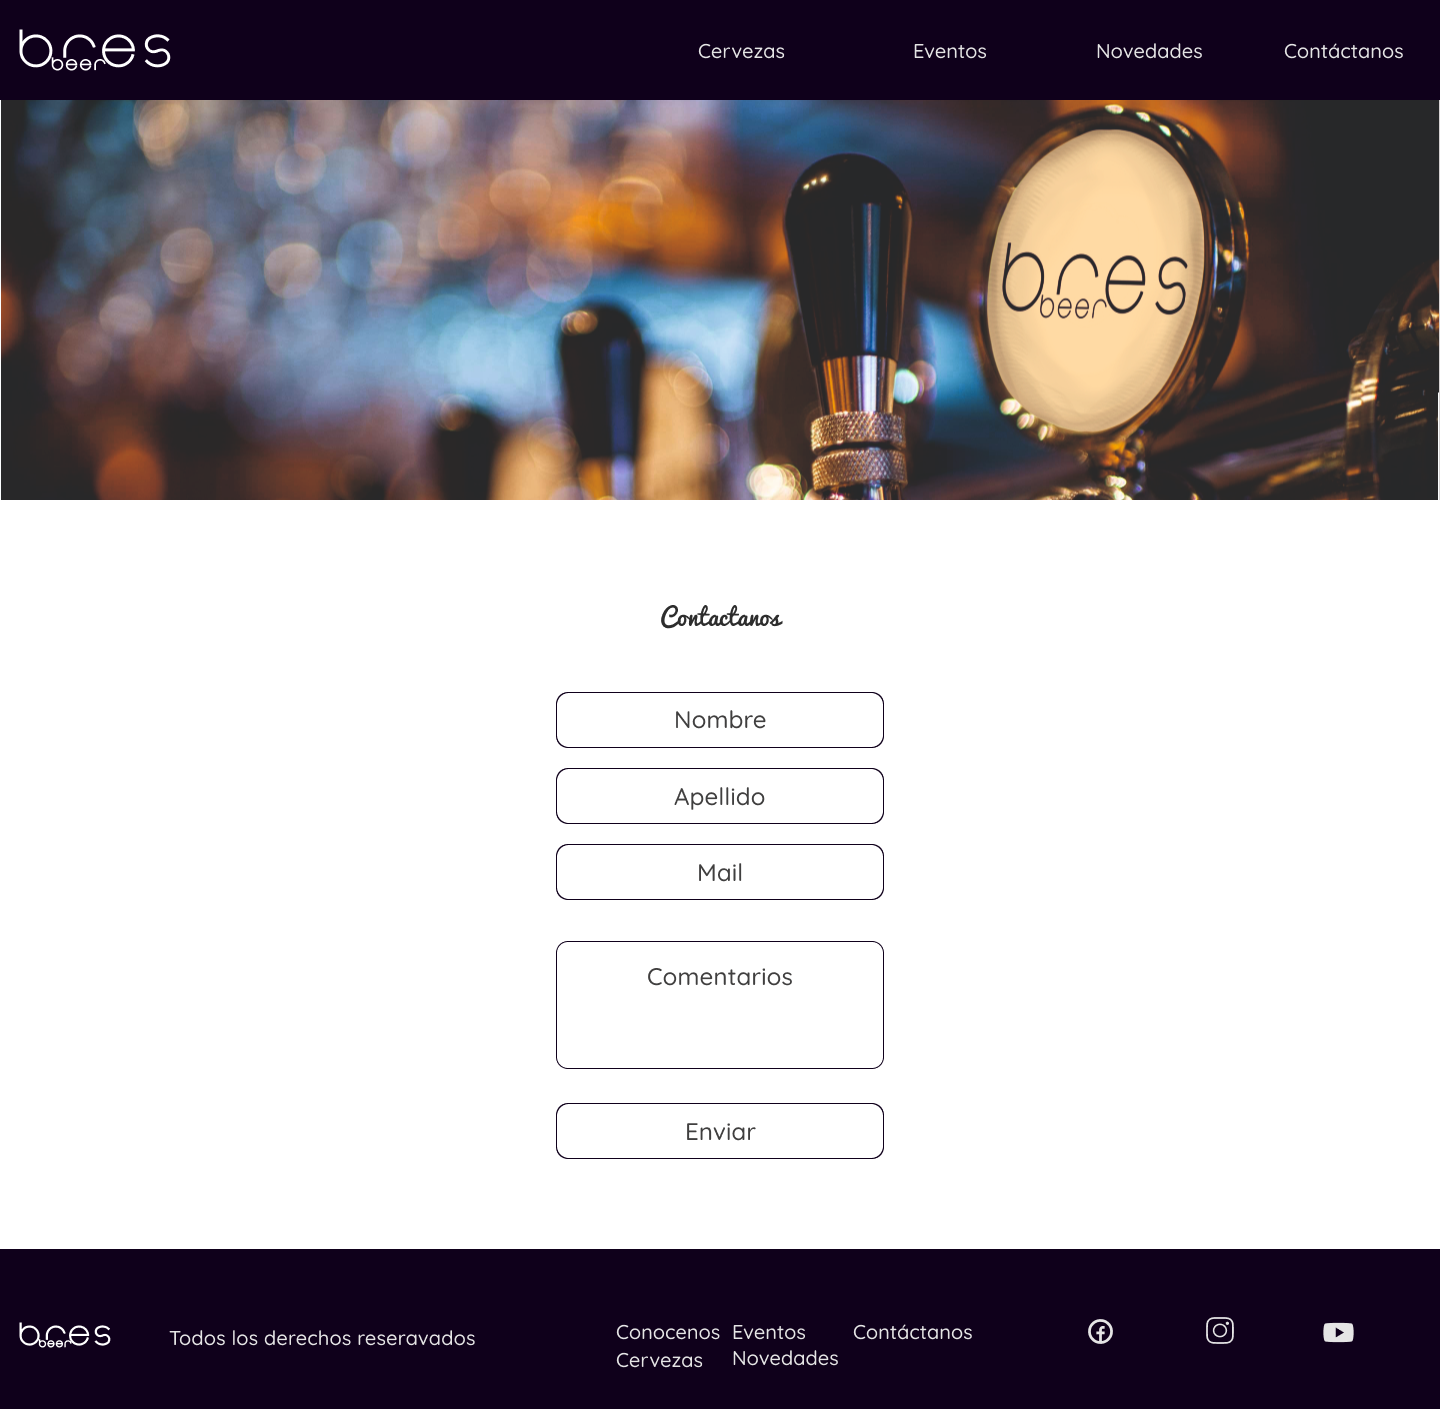 bres
beer
Cervezas Eventos Novedades Contáctanos
bres
beer
Contactanos
Nombre
Apellido
Mail
Comentarios
Enviar
bres
beer
Todos los derechos reseravados
Conocenos Eventos Contáctanos
Cervezas Novedades